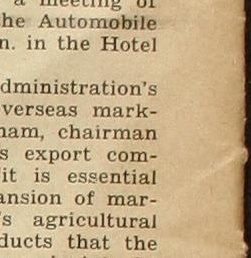 a meeting of
he Automobile
n. in the Hotel
dministration's
verseas mark-
ham, chairman
s export com-
it is essential
ansion of mar-
's agricultural
ducts that the